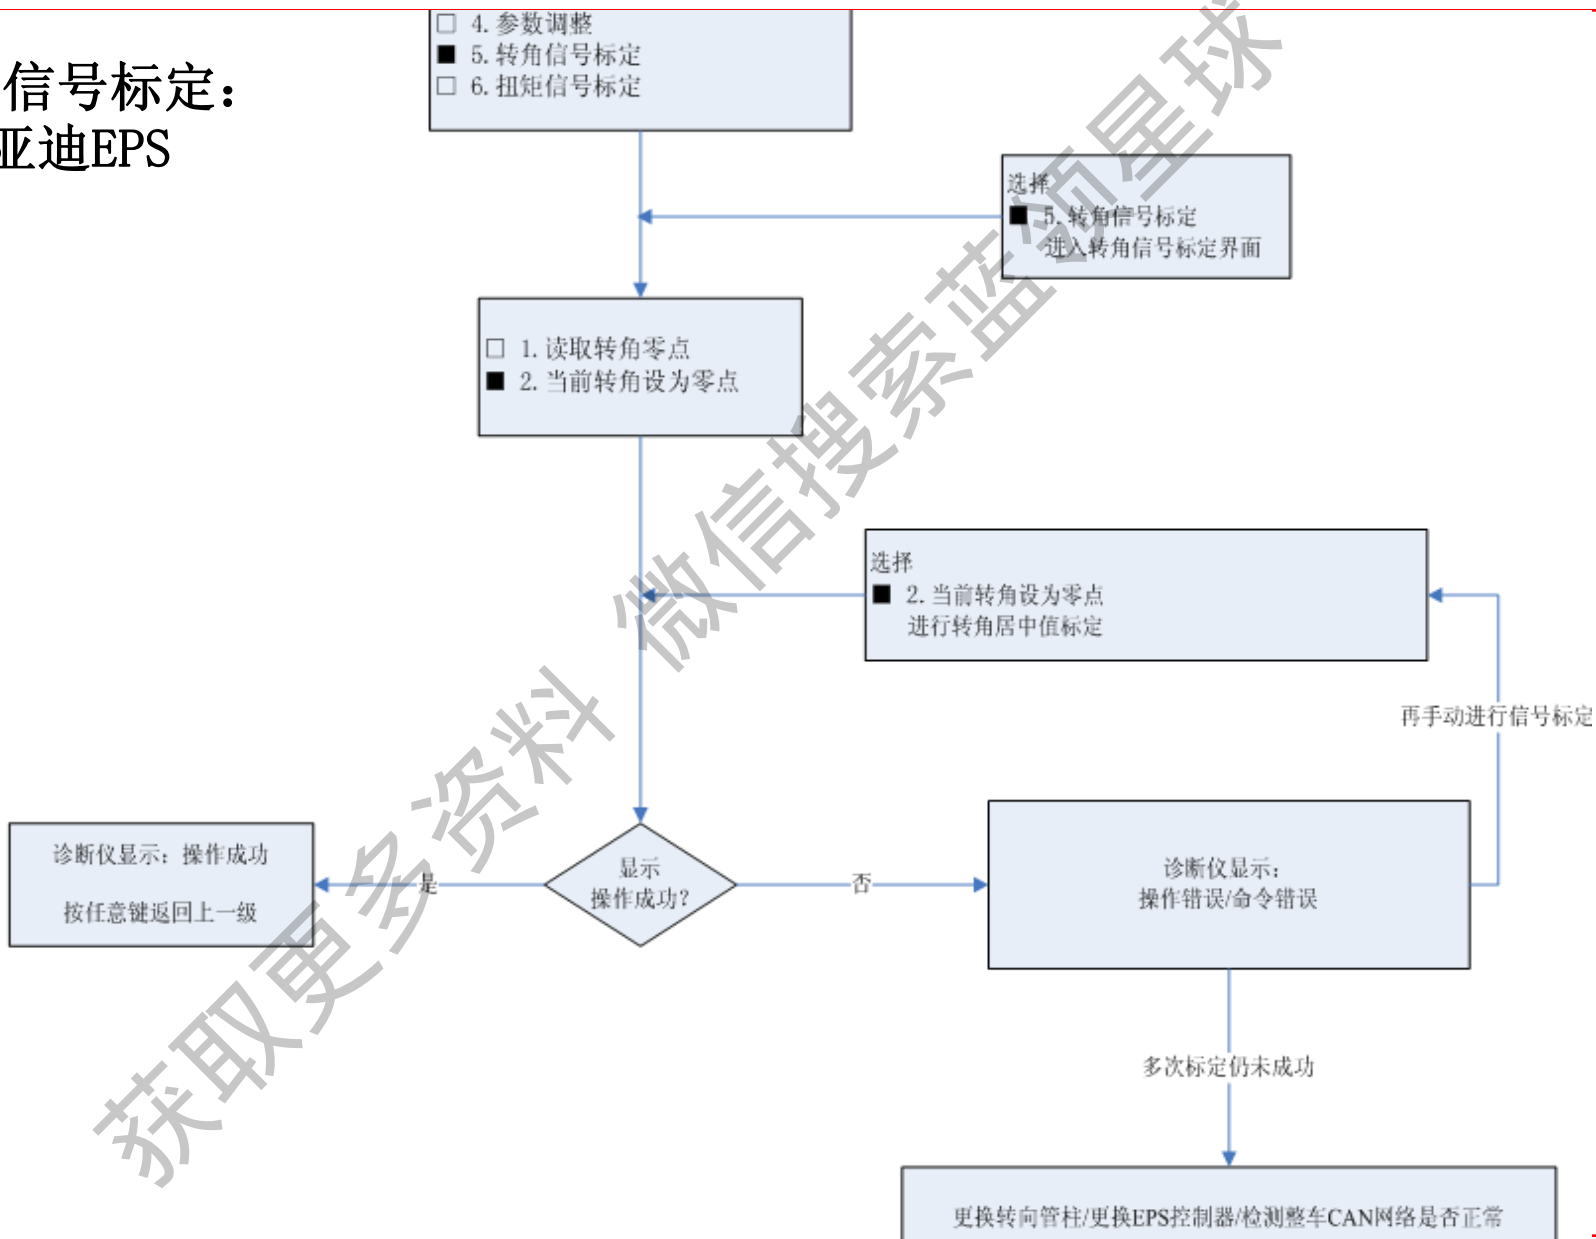 □ 4.参数调整
■ 5.转角信号标定
□ 6.扭矩信号标定
信号标定：
亚迪EPS
选择
■ 5.转角信号标定
进入转角信号标定界面
□ 1.读取转角零点
■ 2.当前转角设为零点
选择
■ 2.当前转角设为零点
进行转角居中值标定
再手动进行信号标定
诊断仪显示：操作成功
按任意键返回上一级
是
显示
操作成功？
否
诊断仪显示：
操作错误/命令错误
多次标定仍未成功
更换转向管柱/更换EPS控制器/检测整车CAN网络是否正常
获取更多资料 微信搜索蓝领星球